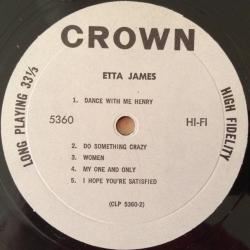 CROWN
LONG PLAYING 33⅓
HIGH FIDELITY
ETTA JAMES
1. DANCE WITH ME HENRY
5360
HI-FI
2. DO SOMETHING CRAZY
3. WOMEN
4. MY ONE AND ONLY
5. I HOPE YOU'RE SATISFIED
(CLP 5360-2)